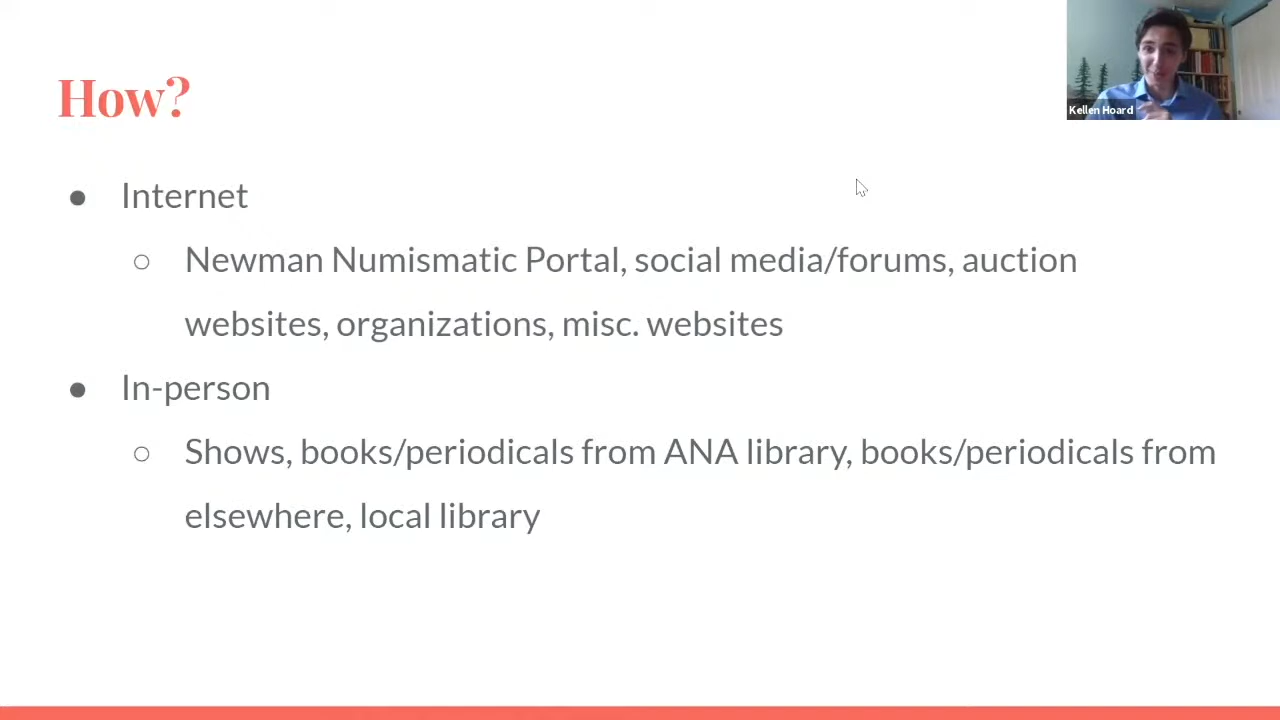 How?
Kellen Hoard
● Internet
○ Newman Numismatic Portal, social media/forums, auction
websites, organizations, misc. websites
● In-person
○ Shows, books/periodicals from ANA library, books/periodicals from
elsewhere, local library